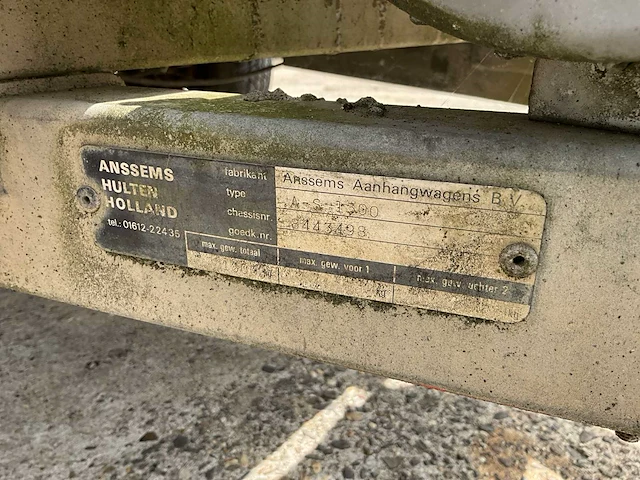 ANSSEMS
HULTEN
HOLLAND
tel.: 01612-22435
fabrikant Anssems Aanhangwagens B.V.
type A-S-1300
chassisnr.
goedk.nr.
max. gew. totaal max. gew. voor 1 max. gew. achter 2
kg